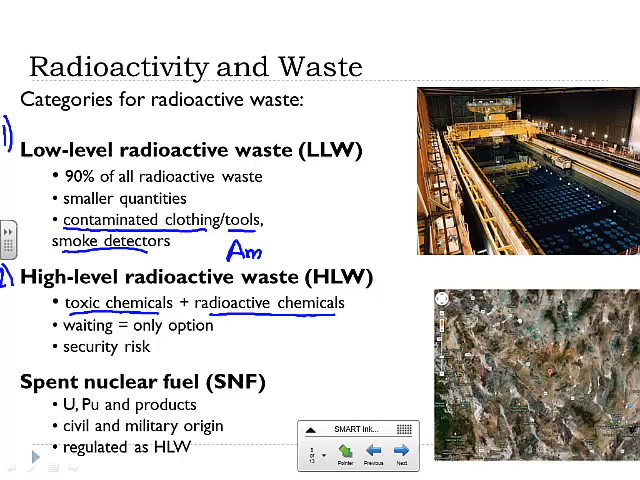 Radioactivity and Waste
Categories for radioactive waste:
1)
Low-level radioactive waste (LLW)
• 90% of all radioactive waste
• smaller quantities
• contaminated clothing/tools,
smoke detectors
Am
2)
High-level radioactive waste (HLW)
• toxic chemicals + radioactive chemicals
• waiting = only option
• security risk
Spent nuclear fuel (SNF)
• U, Pu and products
• civil and military origin
• regulated as HLW
SMART Ink...
8 of 13
Pointer Previous Next